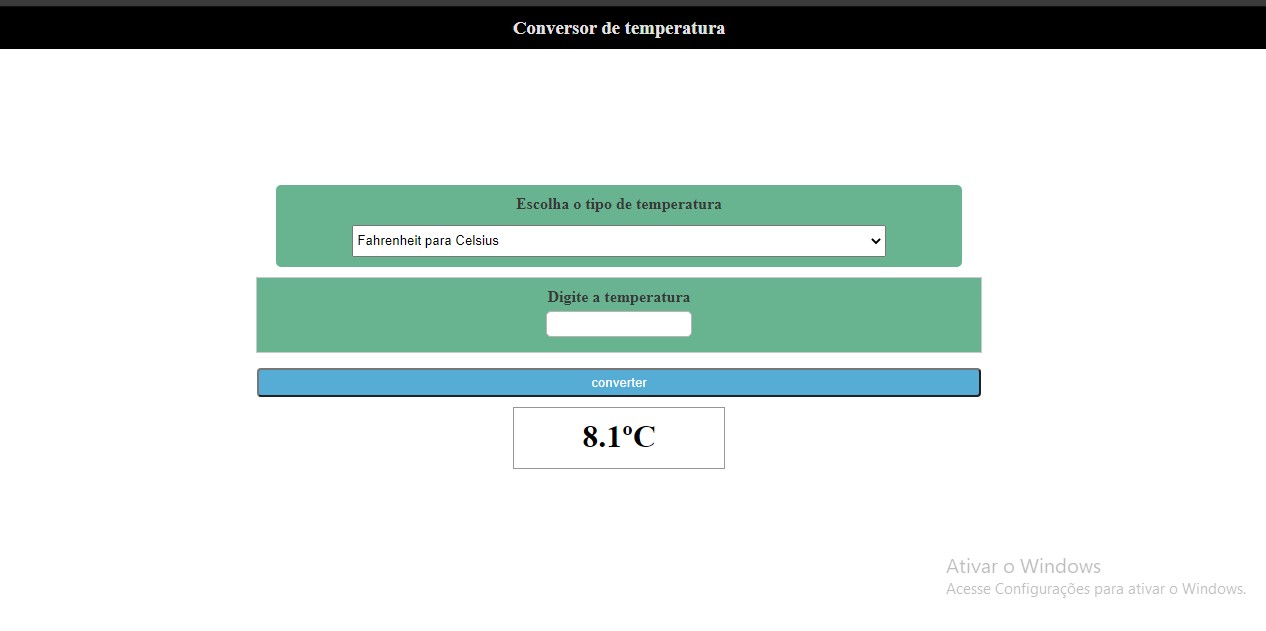 Conversor de temperatura
Escolha o tipo de temperatura
Fahrenheit para Celsius
Digite a temperatura
converter
8.1ºC
Ativar o Windows
Acesse Configurações para ativar o Windows.